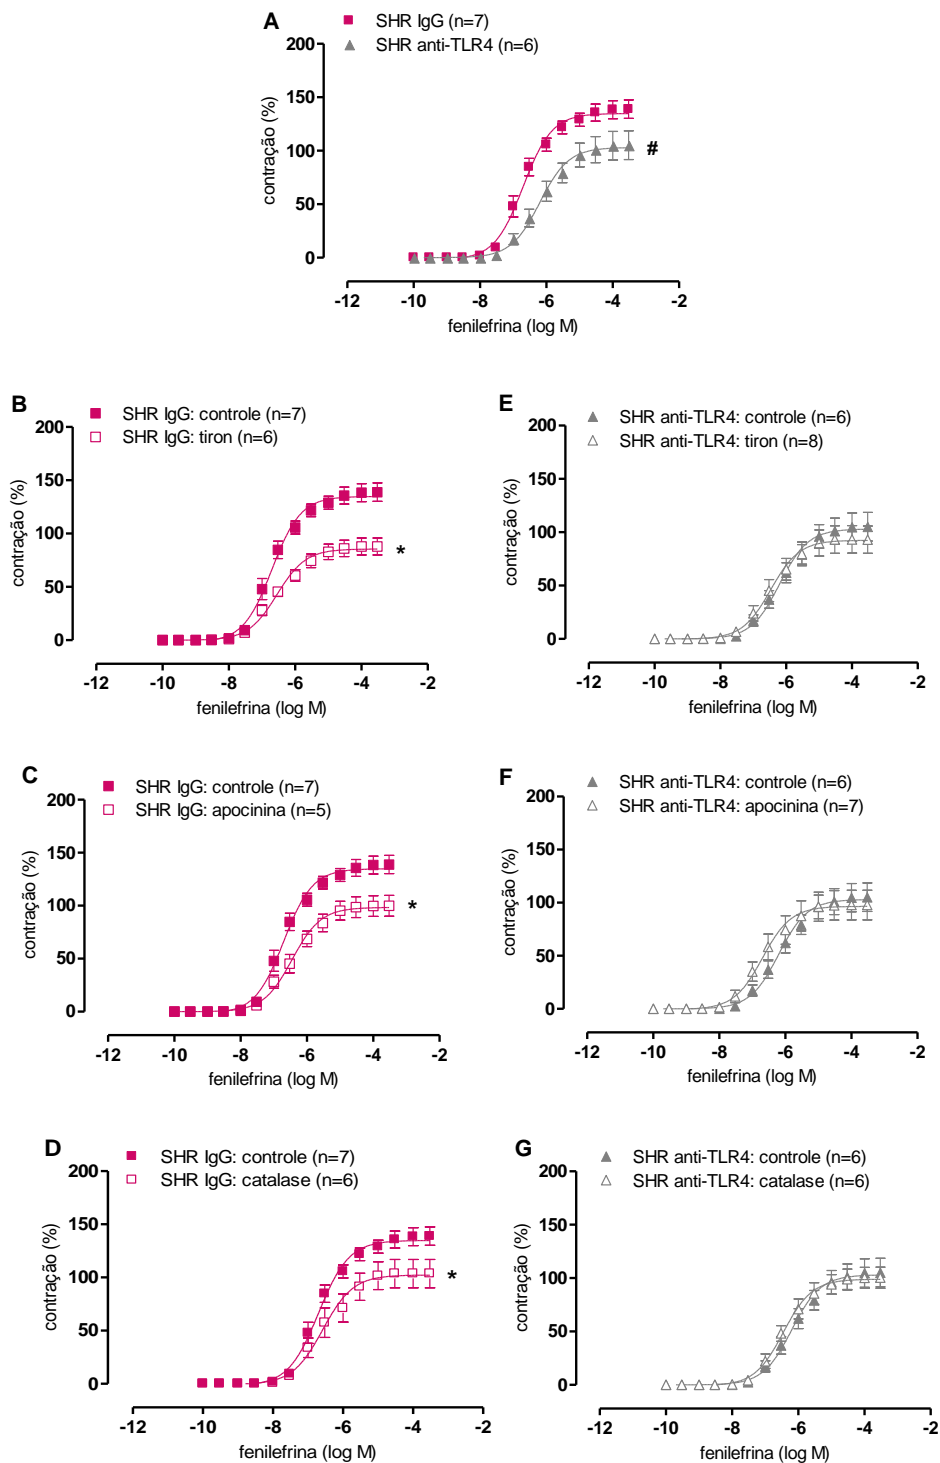 A
SHR IgG (n=7)
SHR anti-TLR4 (n=6)
200
150
100
50
0
contração (%)
#
-12 -10 -8 -6 -4 -2
fenilefrina (log M)
B
SHR IgG: controle (n=7)
SHR IgG: tiron (n=6)
200
150
100
50
0
contração (%)
*
-12 -10 -8 -6 -4 -2
fenilefrina (log M)
E
SHR anti-TLR4: controle (n=6)
SHR anti-TLR4: tiron (n=8)
200
150
100
50
0
contração (%)
-12 -10 -8 -6 -4 -2
fenilefrina (log M)
C
SHR IgG: controle (n=7)
SHR IgG: apocinina (n=5)
200
150
100
50
0
contração (%)
*
-12 -10 -8 -6 -4 -2
fenilefrina (log M)
F
SHR anti-TLR4: controle (n=6)
SHR anti-TLR4: apocinina (n=7)
200
150
100
50
0
contração (%)
-12 -10 -8 -6 -4 -2
fenilefrina (log M)
D
SHR IgG: controle (n=7)
SHR IgG: catalase (n=6)
200
150
100
50
0
contração (%)
*
-12 -10 -8 -6 -4 -2
fenilefrina (log M)
G
SHR anti-TLR4: controle (n=6)
SHR anti-TLR4: catalase (n=6)
200
150
100
50
0
contração (%)
-12 -10 -8 -6 -4 -2
fenilefrina (log M)